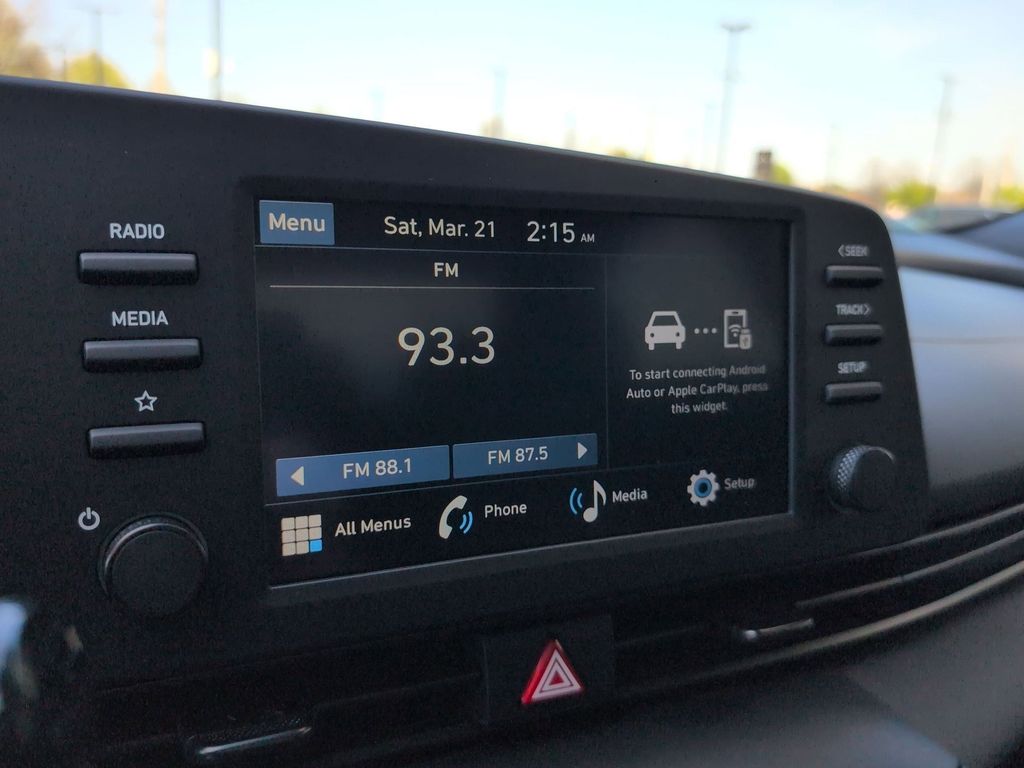 RADIO
MEDIA
Menu
Sat, Mar. 21 2:15 AM
FM
93.3
FM 88.1
FM 87.5
To start connecting Android
Auto or Apple CarPlay, press
this widget.
All Menus
Phone
Media
Setup
<SEEK
TRACK>
SETUP